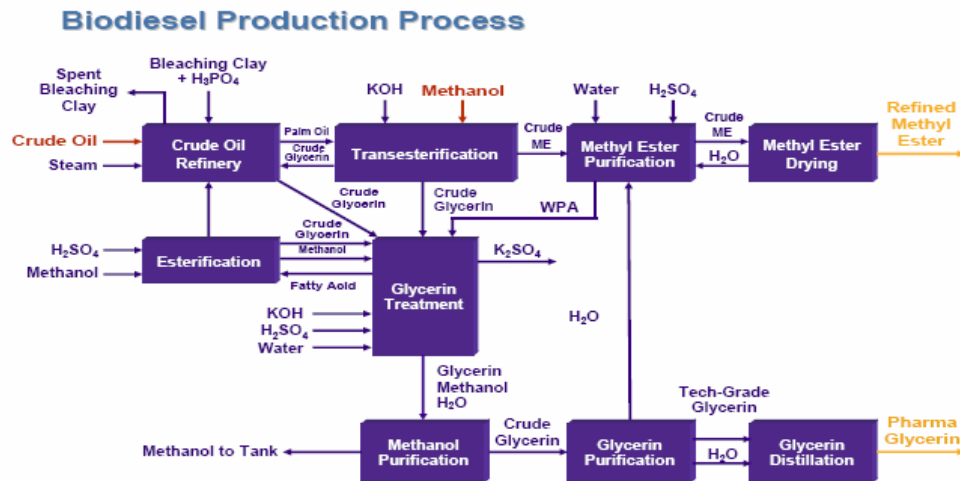 Biodiesel Production Process
Spent
Bleaching
Clay
Bleaching Clay
+ H₃PO₄
KOH
Methanol
Water
H₂SO₄
Refined
Methyl
Ester
Crude Oil
Steam
Crude Oil
Refinery
Palm Oil
Crude
Glycerin
Transesterification
Crude
ME
Methyl Ester
Purification
Crude
ME
H₂O
Methyl Ester
Drying
Crude
Glycerin
Crude
Glycerin
WPA
H₂SO₄
Methanol
Esterification
Crude
Glycerin
Methanol
Fatty Acid
Glycerin
Treatment
K₂SO₄
KOH
H₂SO₄
Water
H₂O
Glycerin
Methanol
H₂O
Tech-Grade
Glycerin
Methanol to Tank
Methanol
Purification
Crude
Glycerin
Glycerin
Purification
H₂O
Glycerin
Distillation
Pharma
Glycerin